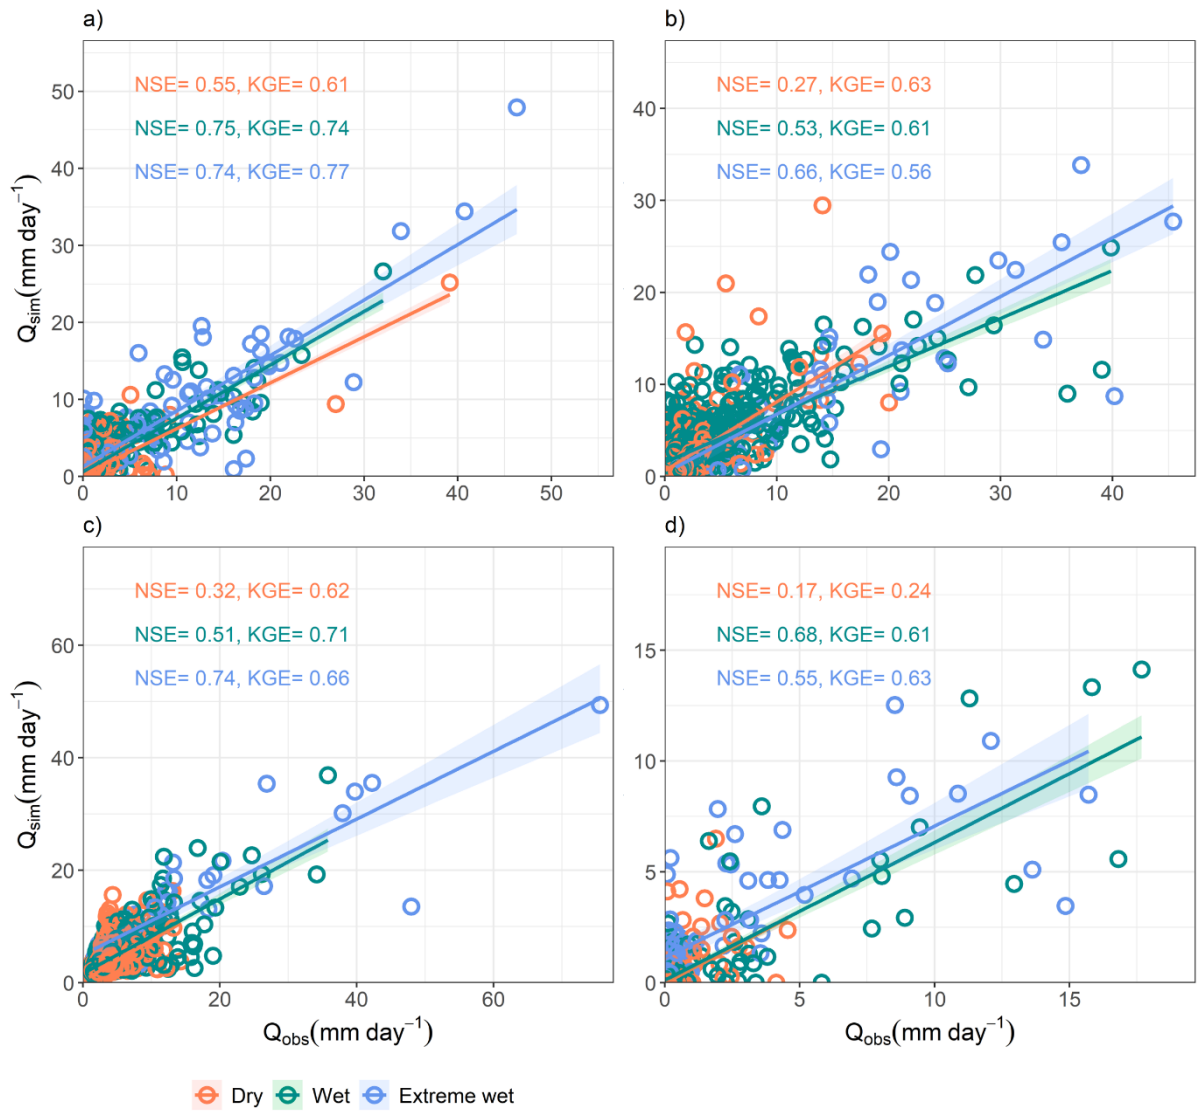 a)
NSE= 0.55, KGE= 0.61
NSE= 0.75, KGE= 0.74
NSE= 0.74, KGE= 0.77
50
40
30
20
10
0
0 10 20 30 40 50
Qsim(mm day−1)
b)
NSE= 0.27, KGE= 0.63
NSE= 0.53, KGE= 0.61
NSE= 0.66, KGE= 0.56
40
30
20
10
0
0 10 20 30 40
c)
NSE= 0.32, KGE= 0.62
NSE= 0.51, KGE= 0.71
NSE= 0.74, KGE= 0.66
60
40
20
0
0 20 40 60
Qsim(mm day−1)
Qobs(mm day−1)
d)
NSE= 0.17, KGE= 0.24
NSE= 0.68, KGE= 0.61
NSE= 0.55, KGE= 0.63
15
10
5
0
0 5 10 15
Qobs(mm day−1)
Dry Wet Extreme wet